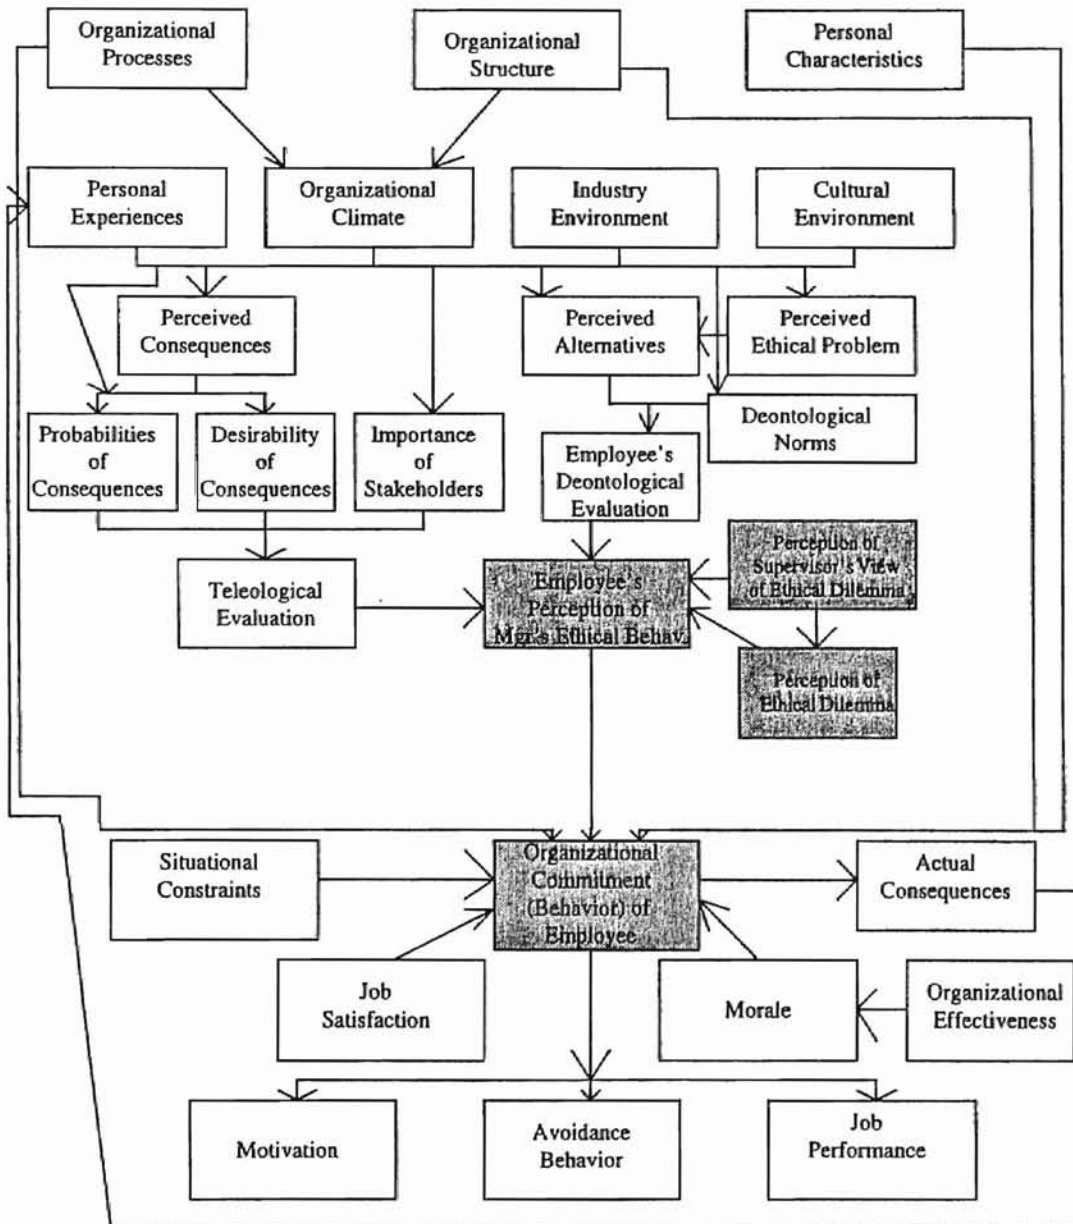 Organizational
Processes
Organizational
Structure
Personal
Characteristics
Personal
Experiences
Organizational
Climate
Industry
Environment
Cultural
Environment
Perceived
Consequences
Perceived
Alternatives
Perceived
Ethical Problem
Probabilities
of
Consequences
Desirability
of
Consequences
Importance
of
Stakeholders
Deontological
Norms
Employee's
Deontological
Evaluation
Perception of
Supervisor's View
of Ethical Dilemma
Teleological
Evaluation
Employee's
Perception of
Mgr.'s Ethical Behav.
Perception of
Ethical Dilemma
Situational
Constraints
Organizational
Commitment
(Behavior) of
Employee
Actual
Consequences
Job
Satisfaction
Morale
Organizational
Effectiveness
Motivation
Avoidance
Behavior
Job
Performance